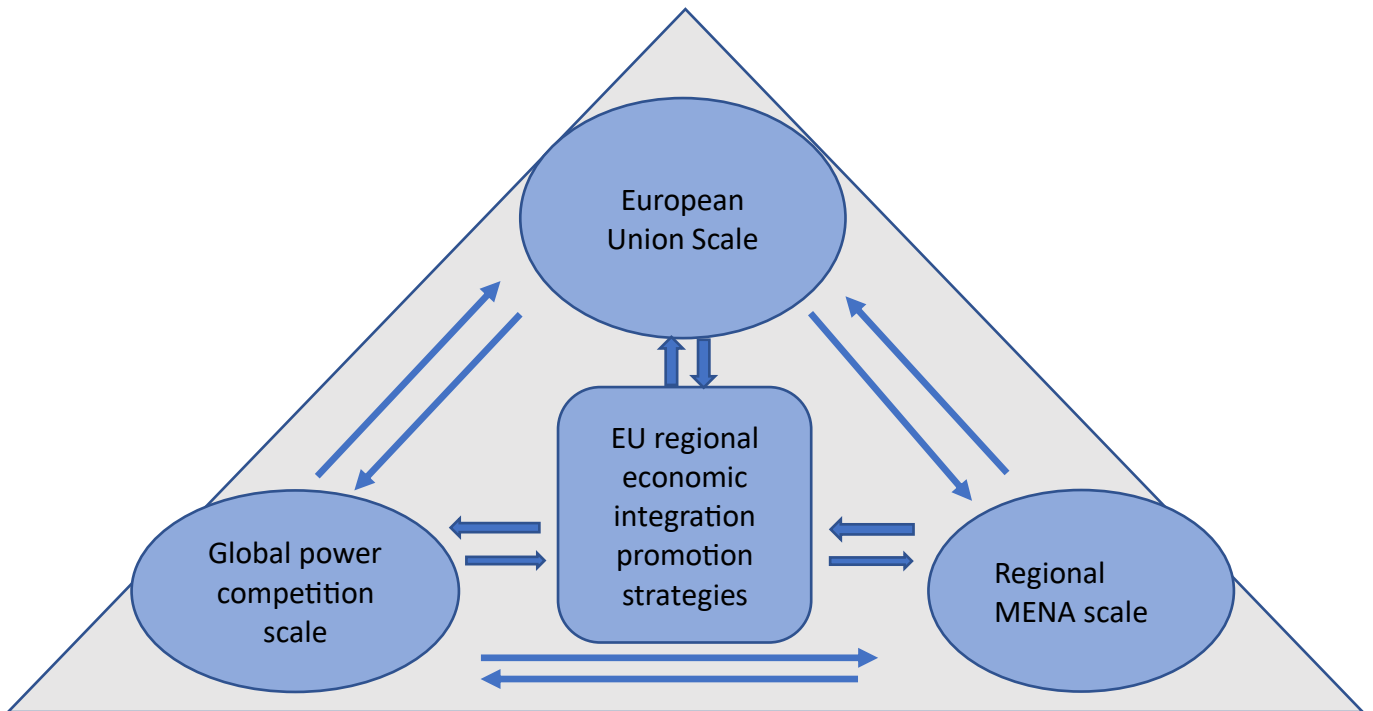 European
Union Scale
EU regional
economic
integration
promotion
strategies
Global power
competition
scale
Regional
MENA scale